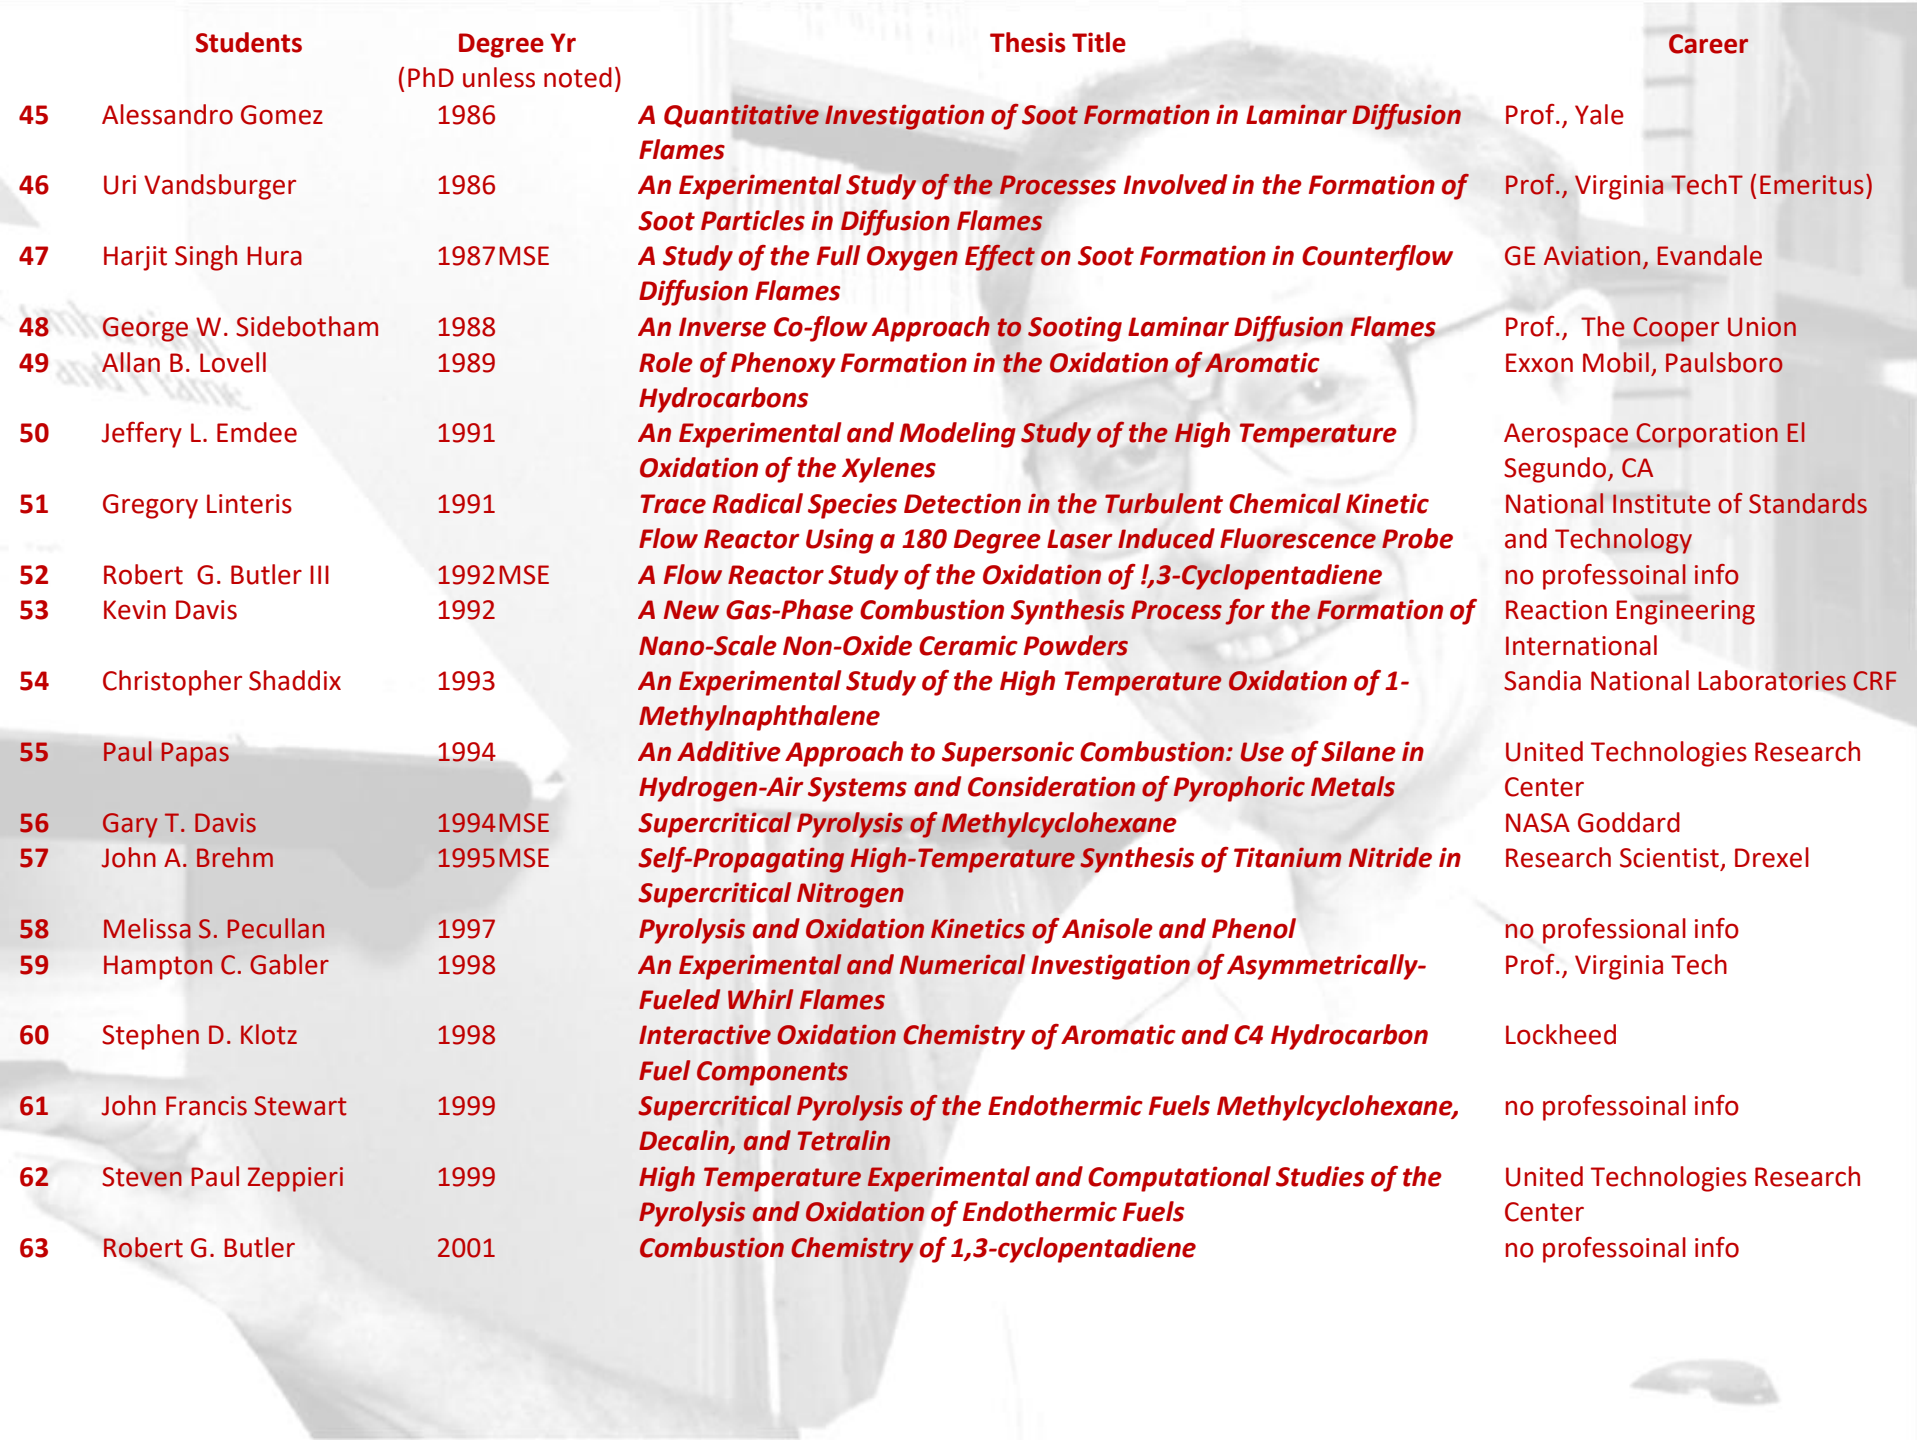 Students Degree Yr Thesis Title Career
(PhD unless noted)
45 Alessandro Gomez 1986 A Quantitative Investigation of Soot Formation in Laminar Diffusion Prof., Yale
Flames
46 Uri Vandsburger 1986 An Experimental Study of the Processes Involved in the Formation of Prof., Virginia TechT (Emeritus)
Soot Particles in Diffusion Flames
47 Harjit Singh Hura 1987MSE A Study of the Full Oxygen Effect on Soot Formation in Counterflow GE Aviation, Evandale
Diffusion Flames
48 George W. Sidebotham 1988 An Inverse Co-flow Approach to Sooting Laminar Diffusion Flames Prof., The Cooper Union
49 Allan B. Lovell 1989 Role of Phenoxy Formation in the Oxidation of Aromatic Exxon Mobil, Paulsboro
Hydrocarbons
50 Jeffery L. Emdee 1991 An Experimental and Modeling Study of the High Temperature Aerospace Corporation El
Oxidation of the Xylenes Segundo, CA
51 Gregory Linteris 1991 Trace Radical Species Detection in the Turbulent Chemical Kinetic National Institute of Standards
Flow Reactor Using a 180 Degree Laser Induced Fluorescence Probe and Technology
52 Robert G. Butler III 1992MSE A Flow Reactor Study of the Oxidation of !,3-Cyclopentadiene no professoinal info
53 Kevin Davis 1992 A New Gas-Phase Combustion Synthesis Process for the Formation of Reaction Engineering
Nano-Scale Non-Oxide Ceramic Powders International
54 Christopher Shaddix 1993 An Experimental Study of the High Temperature Oxidation of 1- Sandia National Laboratories CRF
Methylnaphthalene
55 Paul Papas 1994 An Additive Approach to Supersonic Combustion: Use of Silane in United Technologies Research
Hydrogen-Air Systems and Consideration of Pyrophoric Metals Center
56 Gary T. Davis 1994MSE Supercritical Pyrolysis of Methylcyclohexane NASA Goddard
57 John A. Brehm 1995MSE Self-Propagating High-Temperature Synthesis of Titanium Nitride in Research Scientist, Drexel
Supercritical Nitrogen
58 Melissa S. Pecullan 1997 Pyrolysis and Oxidation Kinetics of Anisole and Phenol no professional info
59 Hampton C. Gabler 1998 An Experimental and Numerical Investigation of Asymmetrically- Prof., Virginia Tech
Fueled Whirl Flames
60 Stephen D. Klotz 1998 Interactive Oxidation Chemistry of Aromatic and C4 Hydrocarbon Lockheed
Fuel Components
61 John Francis Stewart 1999 Supercritical Pyrolysis of the Endothermic Fuels Methylcyclohexane, no professoinal info
Decalin, and Tetralin
62 Steven Paul Zeppieri 1999 High Temperature Experimental and Computational Studies of the United Technologies Research
Pyrolysis and Oxidation of Endothermic Fuels Center
63 Robert G. Butler 2001 Combustion Chemistry of 1,3-cyclopentadiene no professoinal info
and Flame